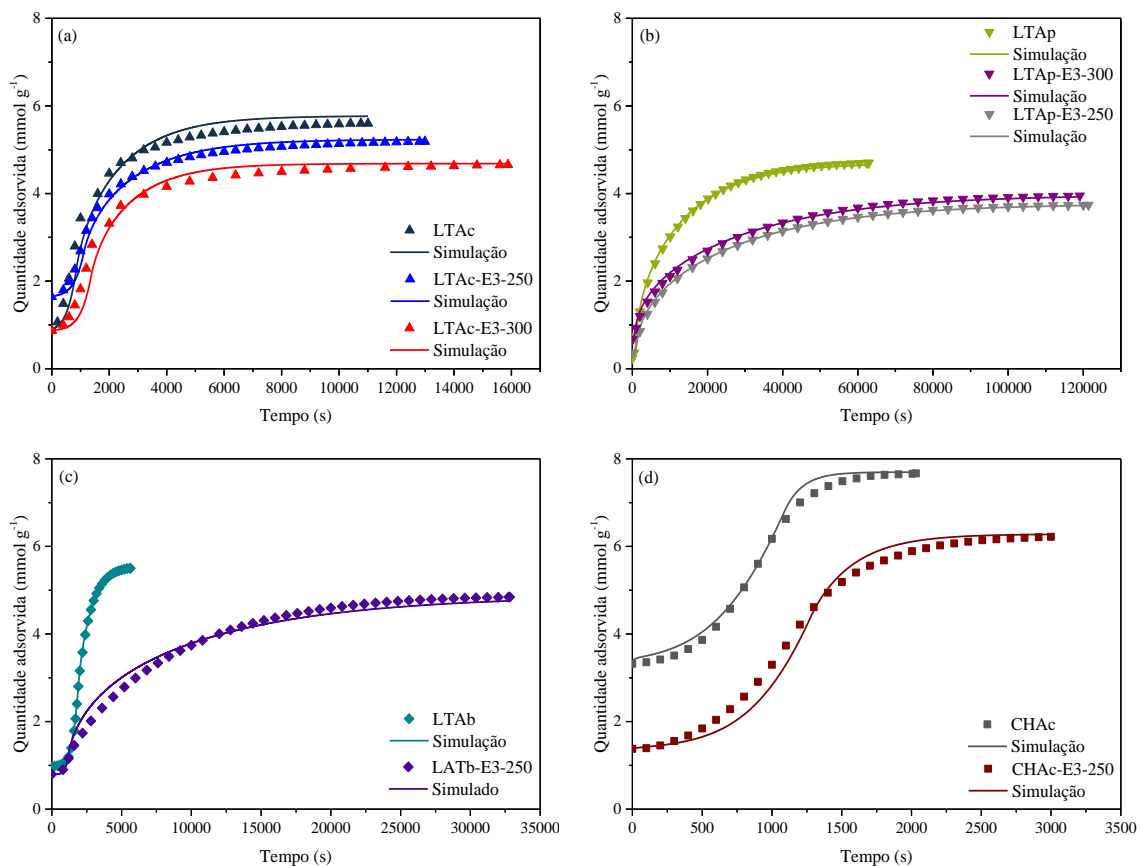 (a)
8
6
4
2
0
Quantidade adsorvida (mmol g⁻¹)
LTAc
Simulação
LTAc-E3-250
Simulação
LTAc-E3-300
Simulação
0 2000 4000 6000 8000 10000 12000 14000 16000
Tempo (s)
(b)
8
6
4
2
0
Quantidade adsorvida (mmol g⁻¹)
LTAp
Simulação
LTAp-E3-300
Simulação
LTAp-E3-250
Simulação
0 20000 40000 60000 80000 100000 120000
Tempo (s)
(c)
8
6
4
2
0
Quantidade adsorvida (mmol g⁻¹)
LTAb
Simulação
LATb-E3-250
Simulado
0 5000 10000 15000 20000 25000 30000 35000
Tempo (s)
(d)
8
6
4
2
0
Quantidade adsorvida (mmol g⁻¹)
CHAc
Simulação
CHAc-E3-250
Simulação
0 500 1000 1500 2000 2500 3000 3500
Tempo (s)